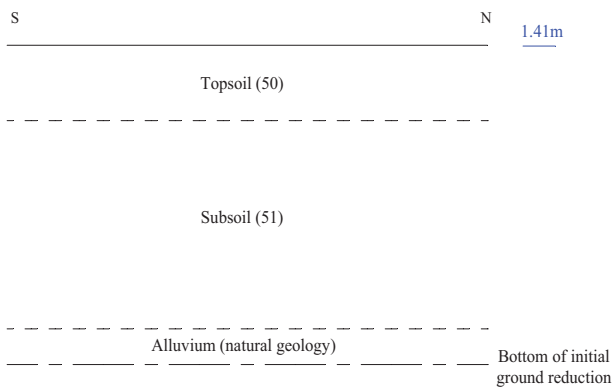 S
N
1.41m
Topsoil (50)
Subsoil (51)
Alluvium (natural geology)
Bottom of initial
ground reduction